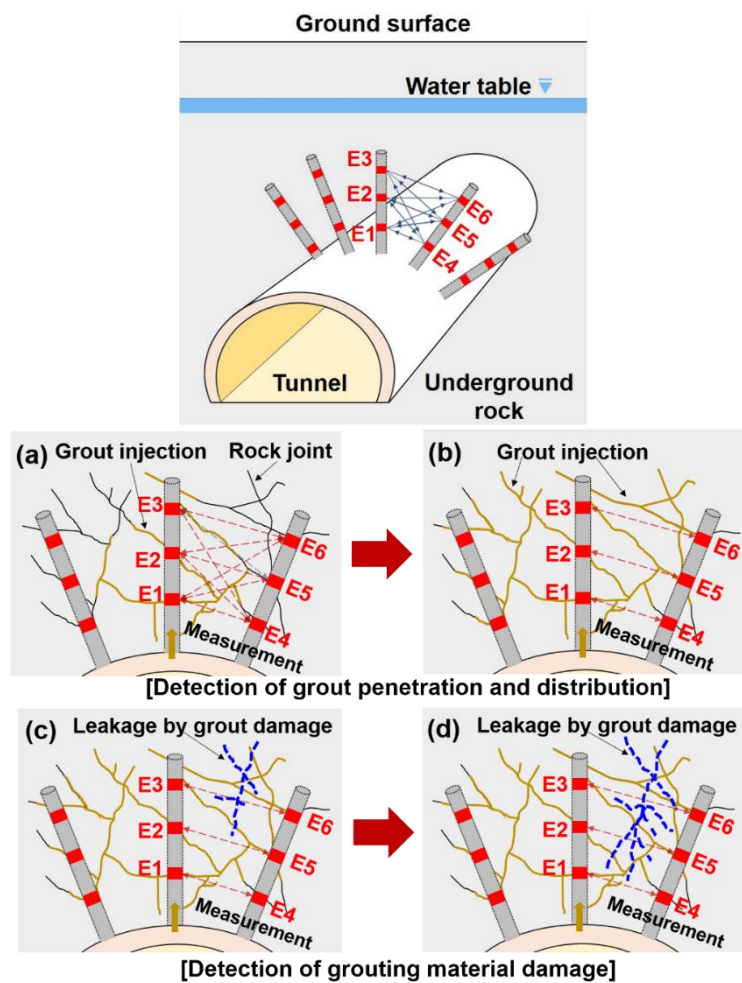 Ground surface
Water table
E3
E2
E1
E6
E5
E4
Tunnel
Underground
rock
(a) Grout injection
Rock joint
E3
E2
E1
E6
E5
E4
Measurement
(b)
Grout injection
E3
E2
E1
E6
E5
E4
Measurement
[Detection of grout penetration and distribution]
(c) Leakage by grout damage
E3
E2
E1
E6
E5
E4
Measurement
(d) Leakage by grout damage
E3
E2
E1
E6
E5
E4
Measurement
[Detection of grouting material damage]